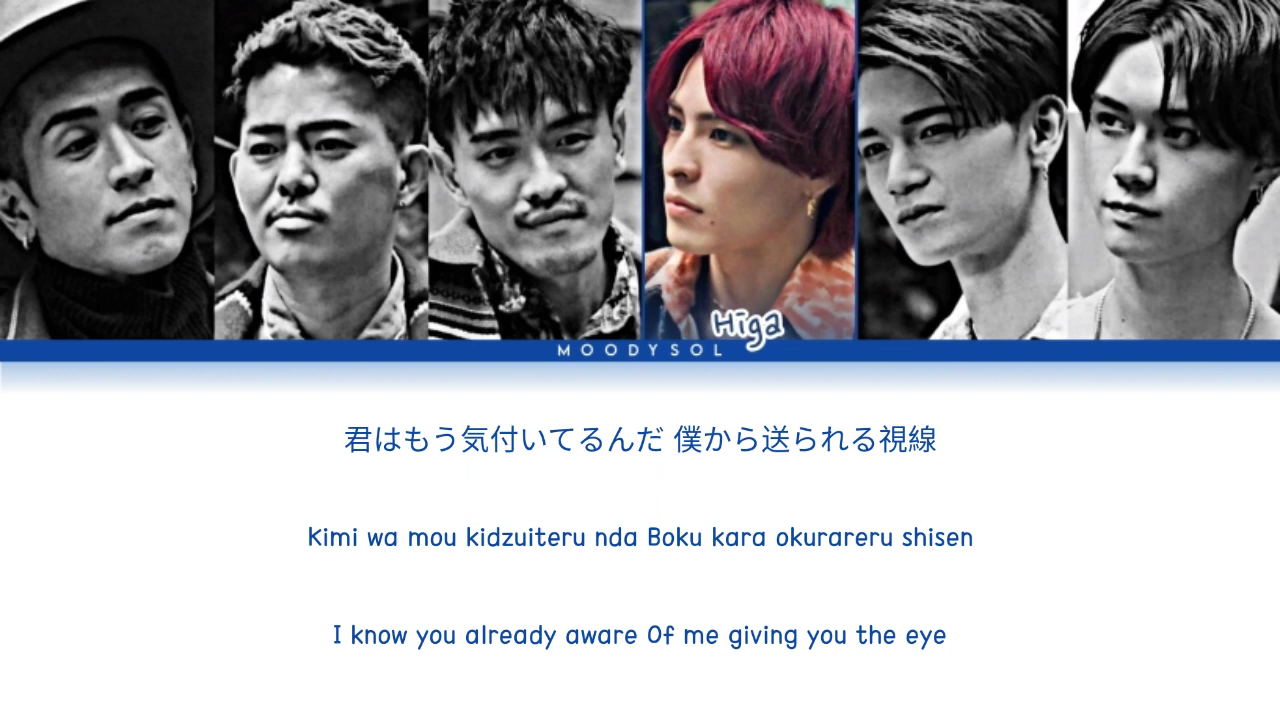 Higa
MOODYSOL
君はもう気付いてるんだ 僕から送られる視線
Kimi wa mou kidzuiteru nda Boku kara okurareru shisen
I know you already aware Of me giving you the eye